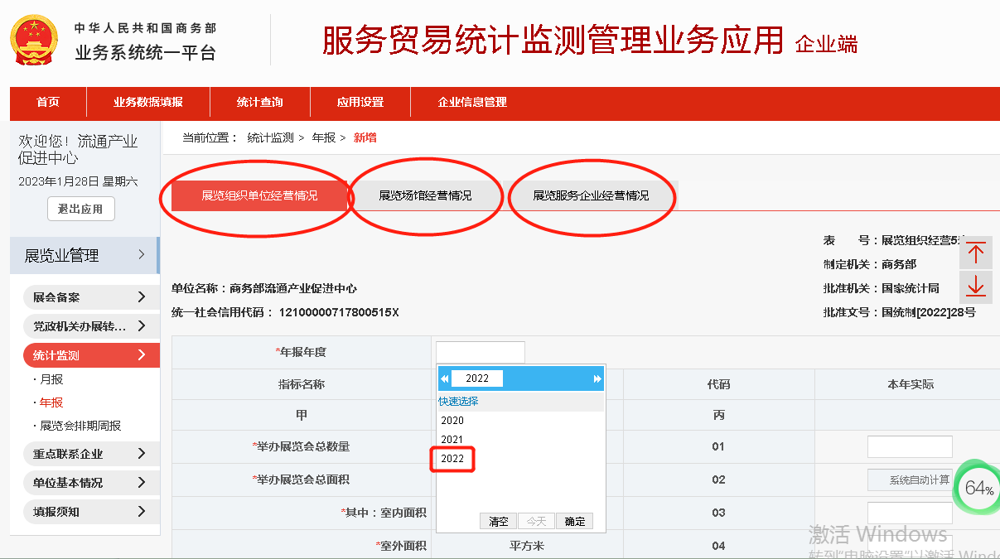 中华人民共和国商务部
业务系统统一平台
服务贸易统计监测管理业务应用 企业端
首页 业务数据填报 统计查询 应用设置 企业信息管理
欢迎您！流通产业
促进中心
2023年1月28日 星期六
退出应用
当前位置： 统计监测 > 年报 > 新增
展览组织单位经营情况 展览场馆经营情况 展览服务企业经营情况
展览业管理
展会备案
党政机关办展转...
统计监测
·月报
·年报
·展览会排期周报
重点联系企业
单位基本情况
填报须知
表 号：展览组织经营5
制定机关：商务部
单位名称：商务部流通产业促进中心 批准机关：国家统计局
统一社会信用代码： 12100000717800515X 批准文号：国统制[2022]28号
*年报年度
2022
指标名称 代码 本年实际
快速选择
甲 2020 丙
2021
*举办展览会总数量 01
2022
*举办展览会总面积 02 系统自动计算
64%
*其中：室内面积 03
清空 今天 确定
*室外面积 平方米 04
激活 Windows
转到"电脑设置"以激活 Windo